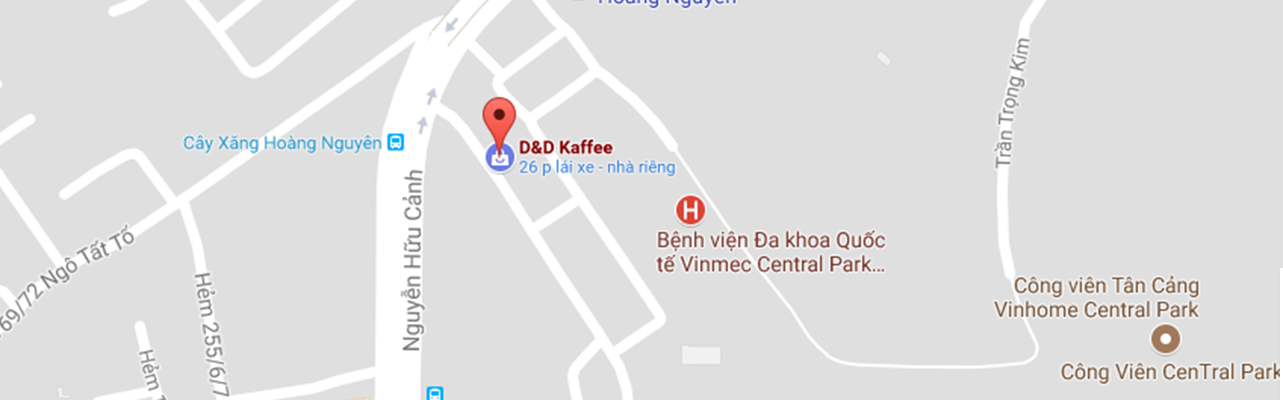 Hoàng Nguyên
Trần Trọng Kim
Cây Xăng Hoàng Nguyên
D&D Kaffee
26 p lái xe - nhà riêng
Nguyễn Hữu Cảnh
H
Bệnh viện Đa khoa Quốc
tế Vinmec Central Park...
69/72 Ngô Tất Tố
Hẻm 255/6/7
Hẻm
Công viên Tân Cảng
Vinhome Central Park
Công Viên CenTral Park